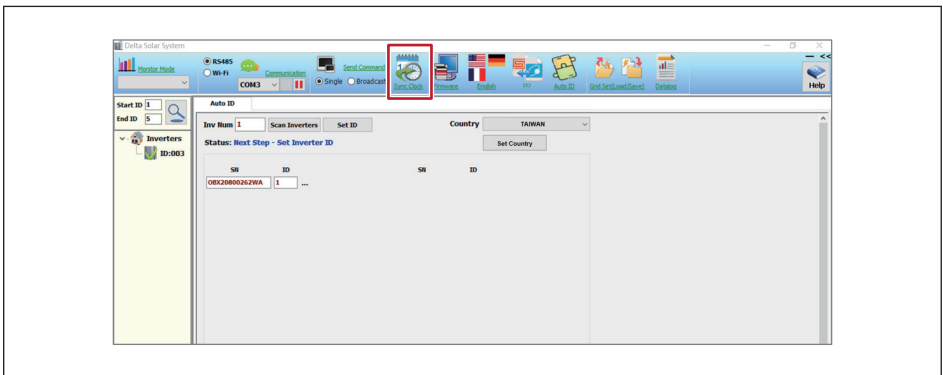 Delta Solar System
Monitor Mode
RS485
Wi-Fi
Communication
COM3
Send Command
Single
Broadcast
Sync Clock
Firmware
English
???
Auto ID
Grid Set(Load/Save)
Datalog
<<
Help
Start ID 1
End ID 5
Inverters
ID:003
Auto ID
Inv Num 1 Scan Inverters Set ID Country TAIWAN
Status: Next Step - Set Inverter ID Set Country
SN ID SN ID
OBX20800262WA 1 ...